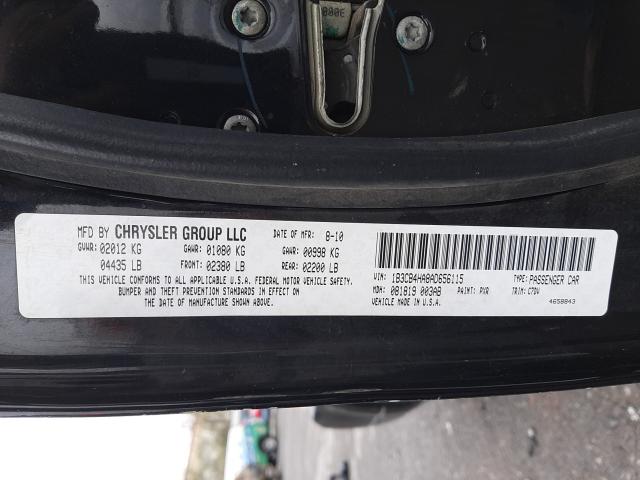 MFD BY CHRYSLER GROUP LLC DATE OF MFR: 8-10
GVWR: 02012 KG GAWR: 01080 KG GAWR: 00998 KG
04435 LB FRONT: 02380 LB REAR: 02200 LB
THIS VEHICLE CONFORMS TO ALL APPLICABLE U.S.A. FEDERAL MOTOR VEHICLE SAFETY,
BUMPER AND THEFT PREVENTION STANDARDS IN EFFECT ON
THE DATE OF MANUFACTURE SHOWN ABOVE.
VIN: 1B3CB4HA8AD656115 TYPE: PASSENGER CAR
MDH: 081819 003AB PAINT: PXR TRIM: C7DV
VEHICLE MADE IN U.S.A. 4658843